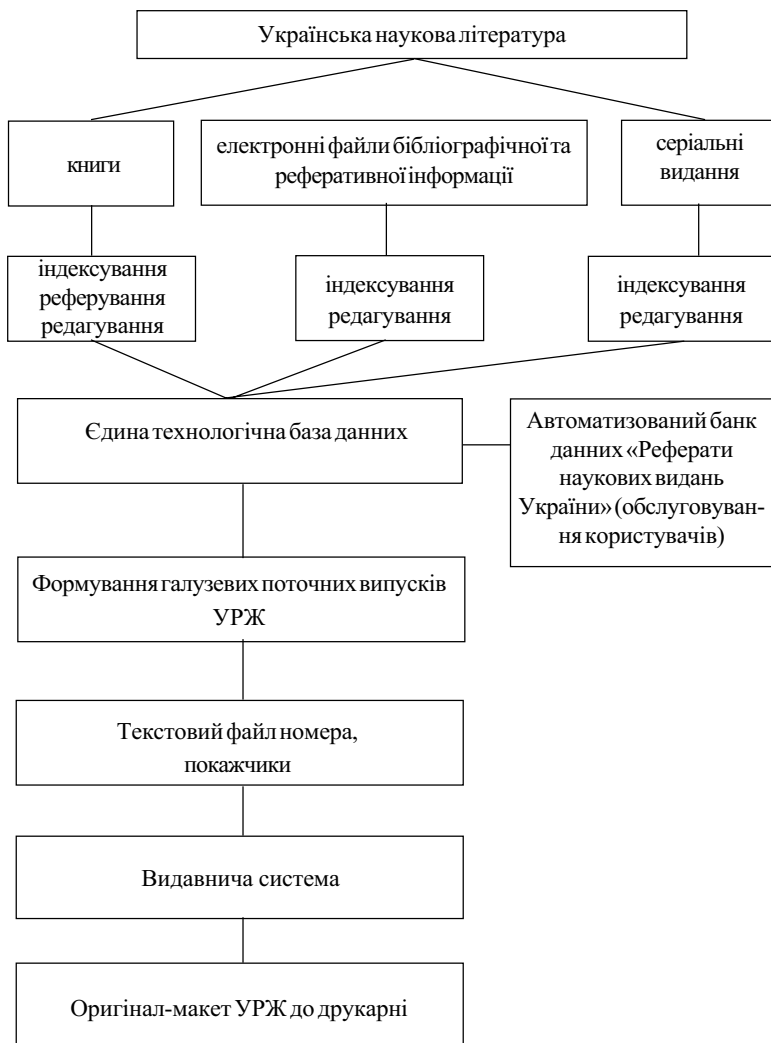 Українська наукова література
книги
електронні файли бібліографічної та
реферативної інформації
серіальні
видання
індексування
реферування
редагування
індексування
редагування
індексування
редагування
Єдина технологічна база данних
Автоматизований банк
данних «Реферати
наукових видань
України» (обслуговуван-
ня користувачів)
Формування галузевих поточних випусків
УРЖ
Текстовий файл номера,
покажчики
Видавнича система
Оригінал-макет УРЖ до друкарні